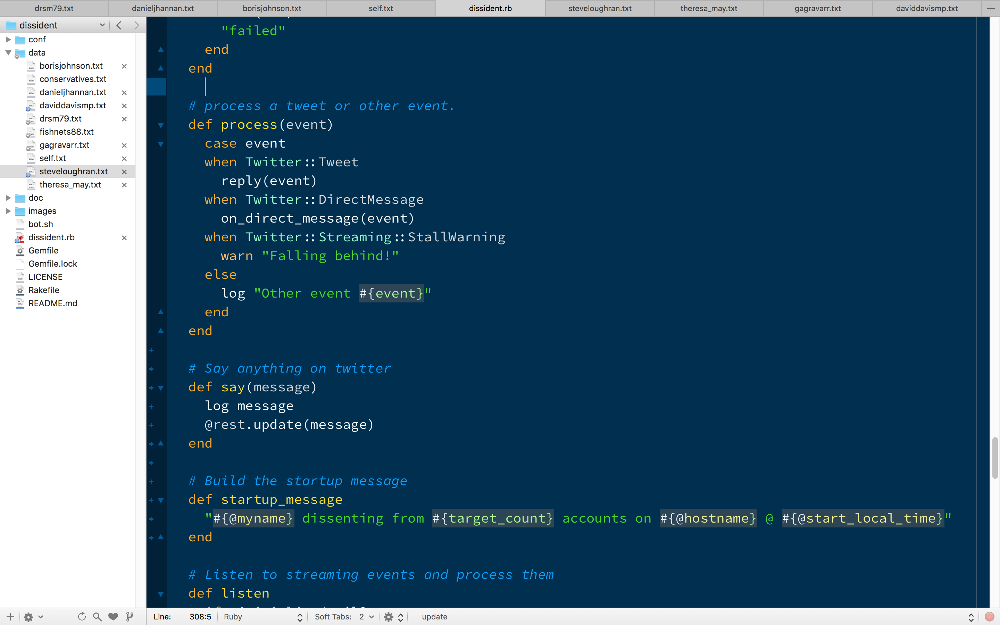 drsm79.txt danieljhannan.txt borisjohnson.txt self.txt dissident.rb steveloughran.txt theresa_may.txt gagravarr.txt daviddavismp.txt
dissident
conf
data
borisjohnson.txt
conservatives.txt
danieljhannan.txt
daviddavismp.txt
drsm79.txt
fishnets88.txt
gagravarr.txt
self.txt
steveloughran.txt
theresa_may.txt
doc
images
bot.sh
dissident.rb
Gemfile
Gemfile.lock
LICENSE
Rakefile
README.md
"failed"
end
end
# process a tweet or other event.
def process(event)
case event
when Twitter::Tweet
reply(event)
when Twitter::DirectMessage
on_direct_message(event)
when Twitter::Streaming::StallWarning
warn "Falling behind!"
else
log "Other event #{event}"
end
end
# Say anything on twitter
def say(message)
log message
@rest.update(message)
end
# Build the startup message
def startup_message
"#{@myname} dissenting from #{target_count} accounts on #{@hostname} @ #{@start_local_time}"
end
# Listen to streaming events and process them
def listen
Line: 308:5 Ruby Soft Tabs: 2 update